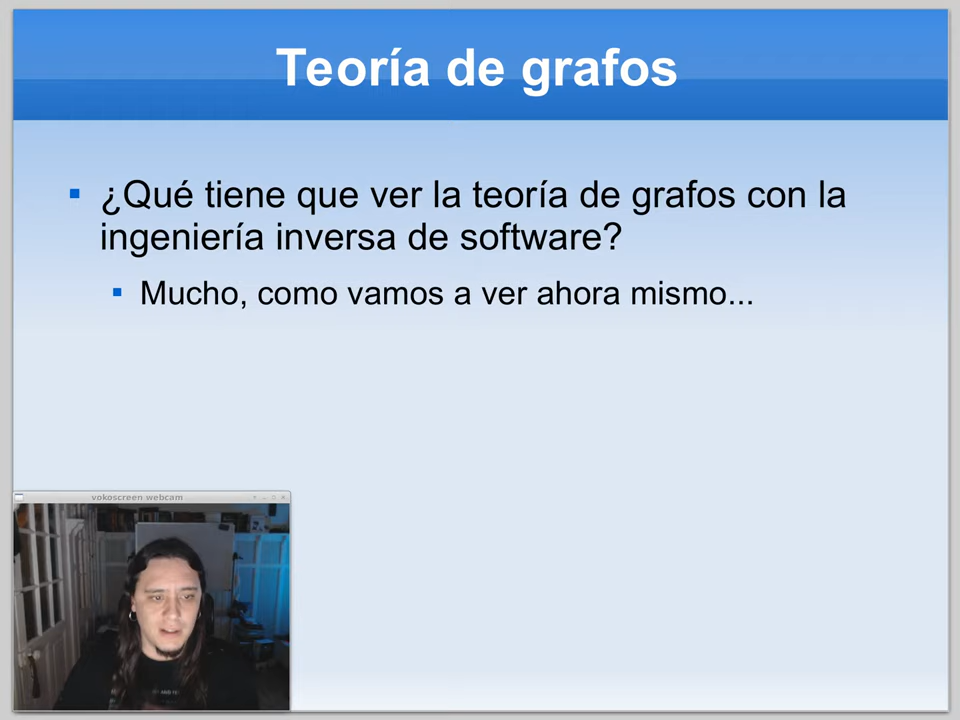 Teoría de grafos
¿Qué tiene que ver la teoría de grafos con la
ingeniería inversa de software?
Mucho, como vamos a ver ahora mismo...
vokoscreen webcam